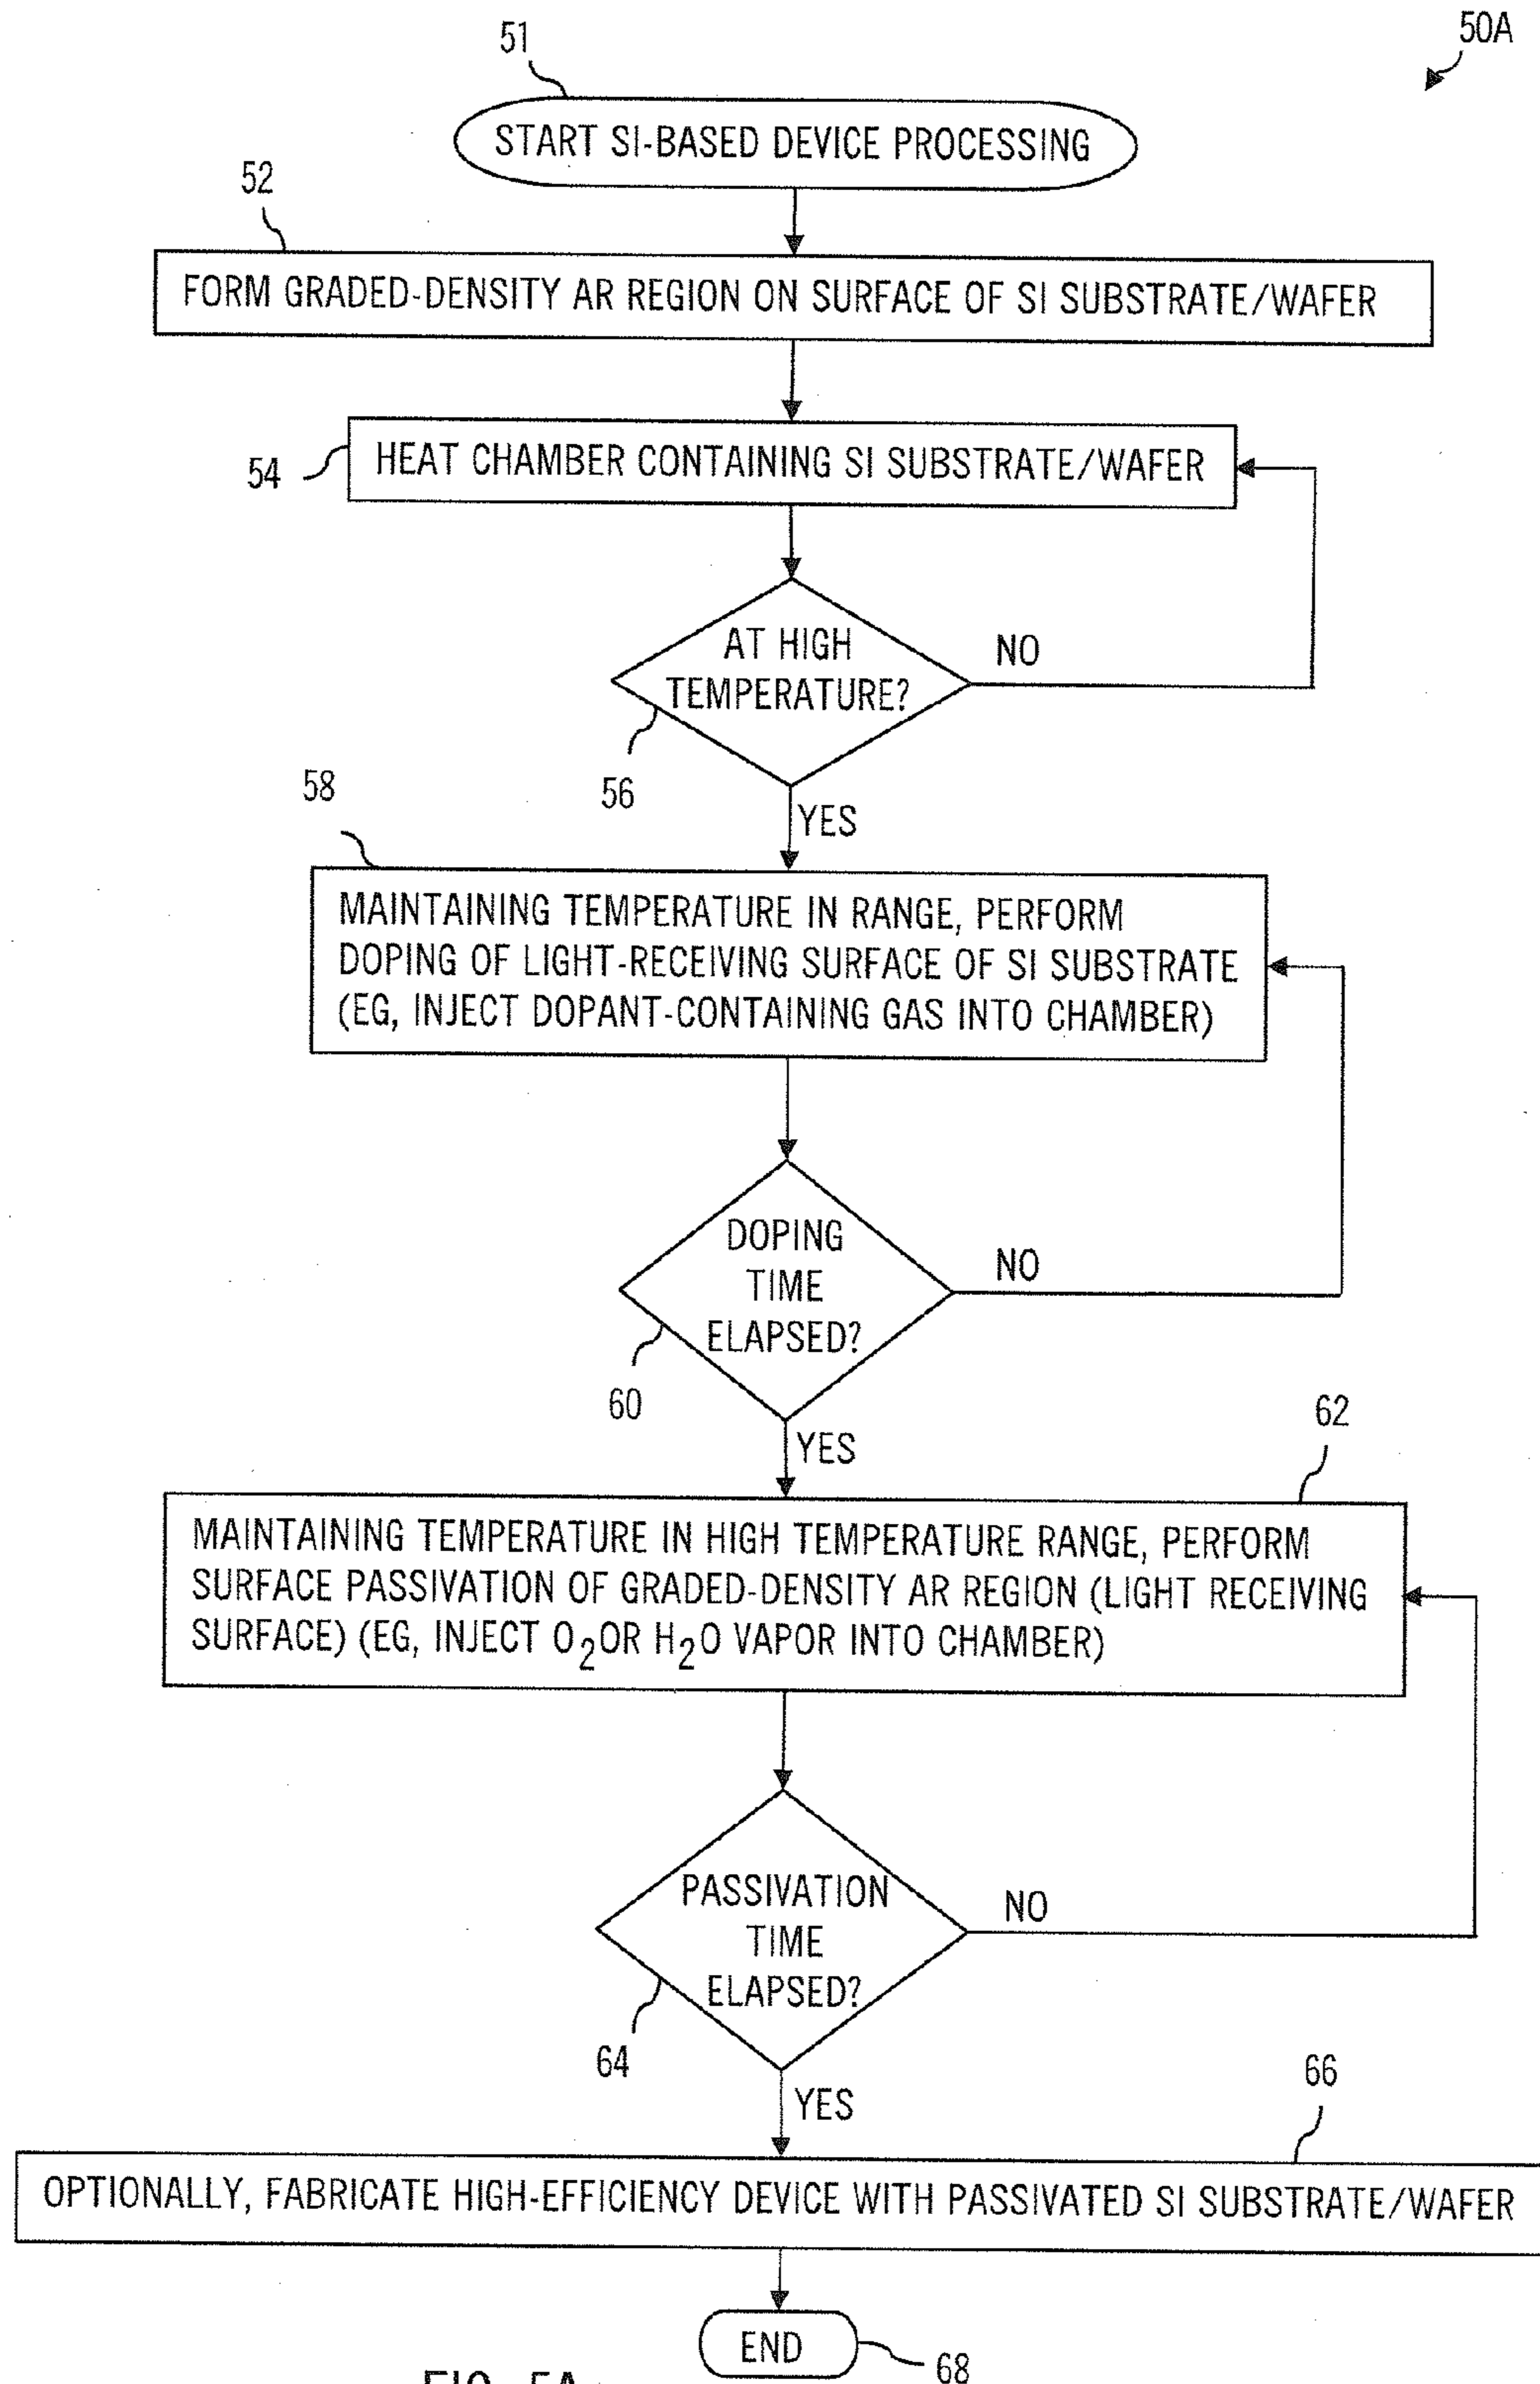 50A
51
START SI-BASED DEVICE PROCESSING
52
FORM GRADED-DENSITY AR REGION ON SURFACE OF SI SUBSTRATE/WAFER
54
HEAT CHAMBER CONTAINING SI SUBSTRATE/WAFER
AT HIGH
TEMPERATURE?
NO
56
YES
58
MAINTAINING TEMPERATURE IN RANGE, PERFORM
DOPING OF LIGHT-RECEIVING SURFACE OF SI SUBSTRATE
(EG, INJECT DOPANT-CONTAINING GAS INTO CHAMBER)
DOPING
TIME
ELAPSED?
NO
60
YES
62
MAINTAINING TEMPERATURE IN HIGH TEMPERATURE RANGE, PERFORM
SURFACE PASSIVATION OF GRADED-DENSITY AR REGION (LIGHT RECEIVING
SURFACE) (EG, INJECT O2 OR H2O VAPOR INTO CHAMBER)
PASSIVATION
TIME
ELAPSED?
NO
64
YES
66
OPTIONALLY, FABRICATE HIGH-EFFICIENCY DEVICE WITH PASSIVATED SI SUBSTRATE/WAFER
END
68
FIG. 5A